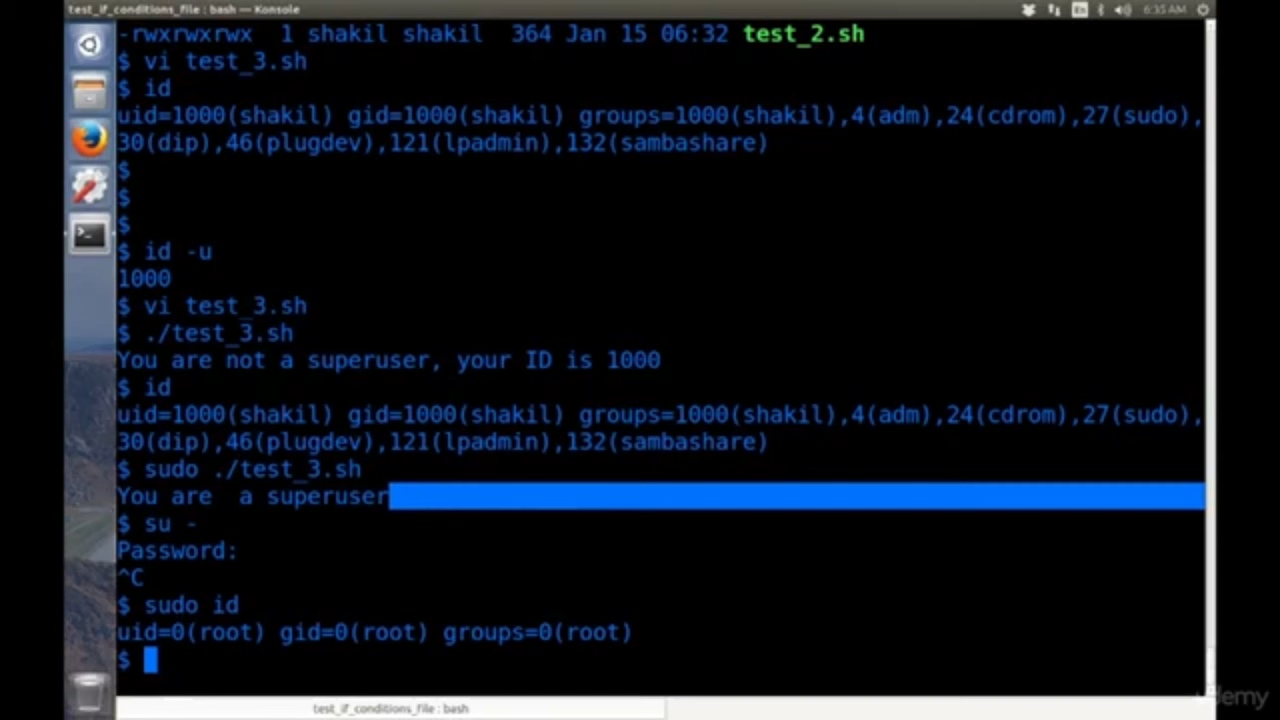 test_if_conditions_file : bash — Konsole
En
6:35 AM
-rwxrwxrwx  1 shakil shakil  364 Jan 15 06:32 test_2.sh
$ vi test_3.sh
$ id
uid=1000(shakil) gid=1000(shakil) groups=1000(shakil),4(adm),24(cdrom),27(sudo),
30(dip),46(plugdev),121(lpadmin),132(sambashare)
$
$
$
$ id -u
1000
$ vi test_3.sh
$ ./test_3.sh
You are not a superuser, your ID is 1000
$ id
uid=1000(shakil) gid=1000(shakil) groups=1000(shakil),4(adm),24(cdrom),27(sudo),
30(dip),46(plugdev),121(lpadmin),132(sambashare)
$ sudo ./test_3.sh
You are  a superuser
$ su -
Password:
^C
$ sudo id
uid=0(root) gid=0(root) groups=0(root)
$
test_if_conditions_file : bash
udemy